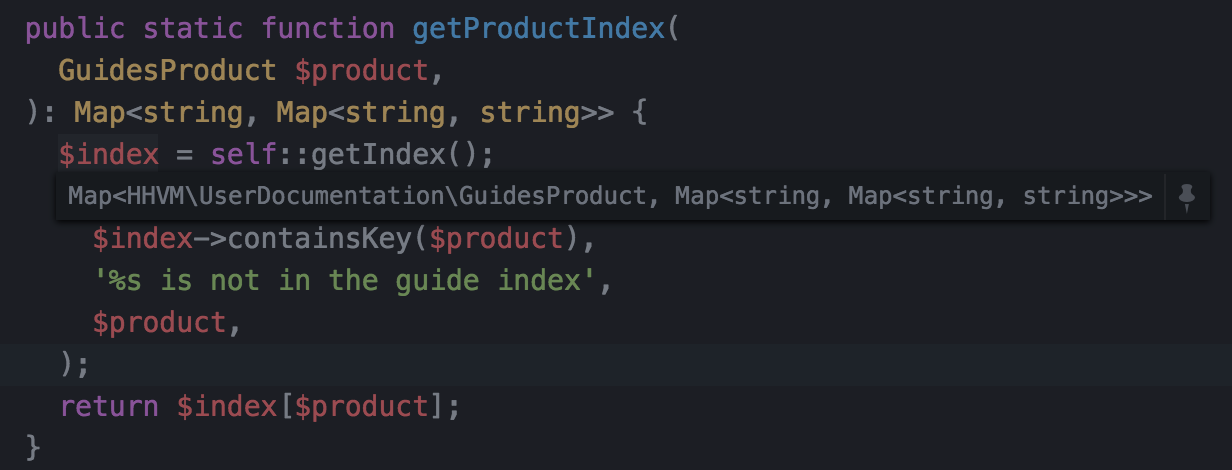 public static function getProductIndex(
  GuidesProduct $product,
): Map<string, Map<string, string>> {
  $index = self::getIndex();
Map<HHVM\UserDocumentation\GuidesProduct, Map<string, Map<string, string>>>
    $index->containsKey($product),
    '%s is not in the guide index',
    $product,
  );
  return $index[$product];
}